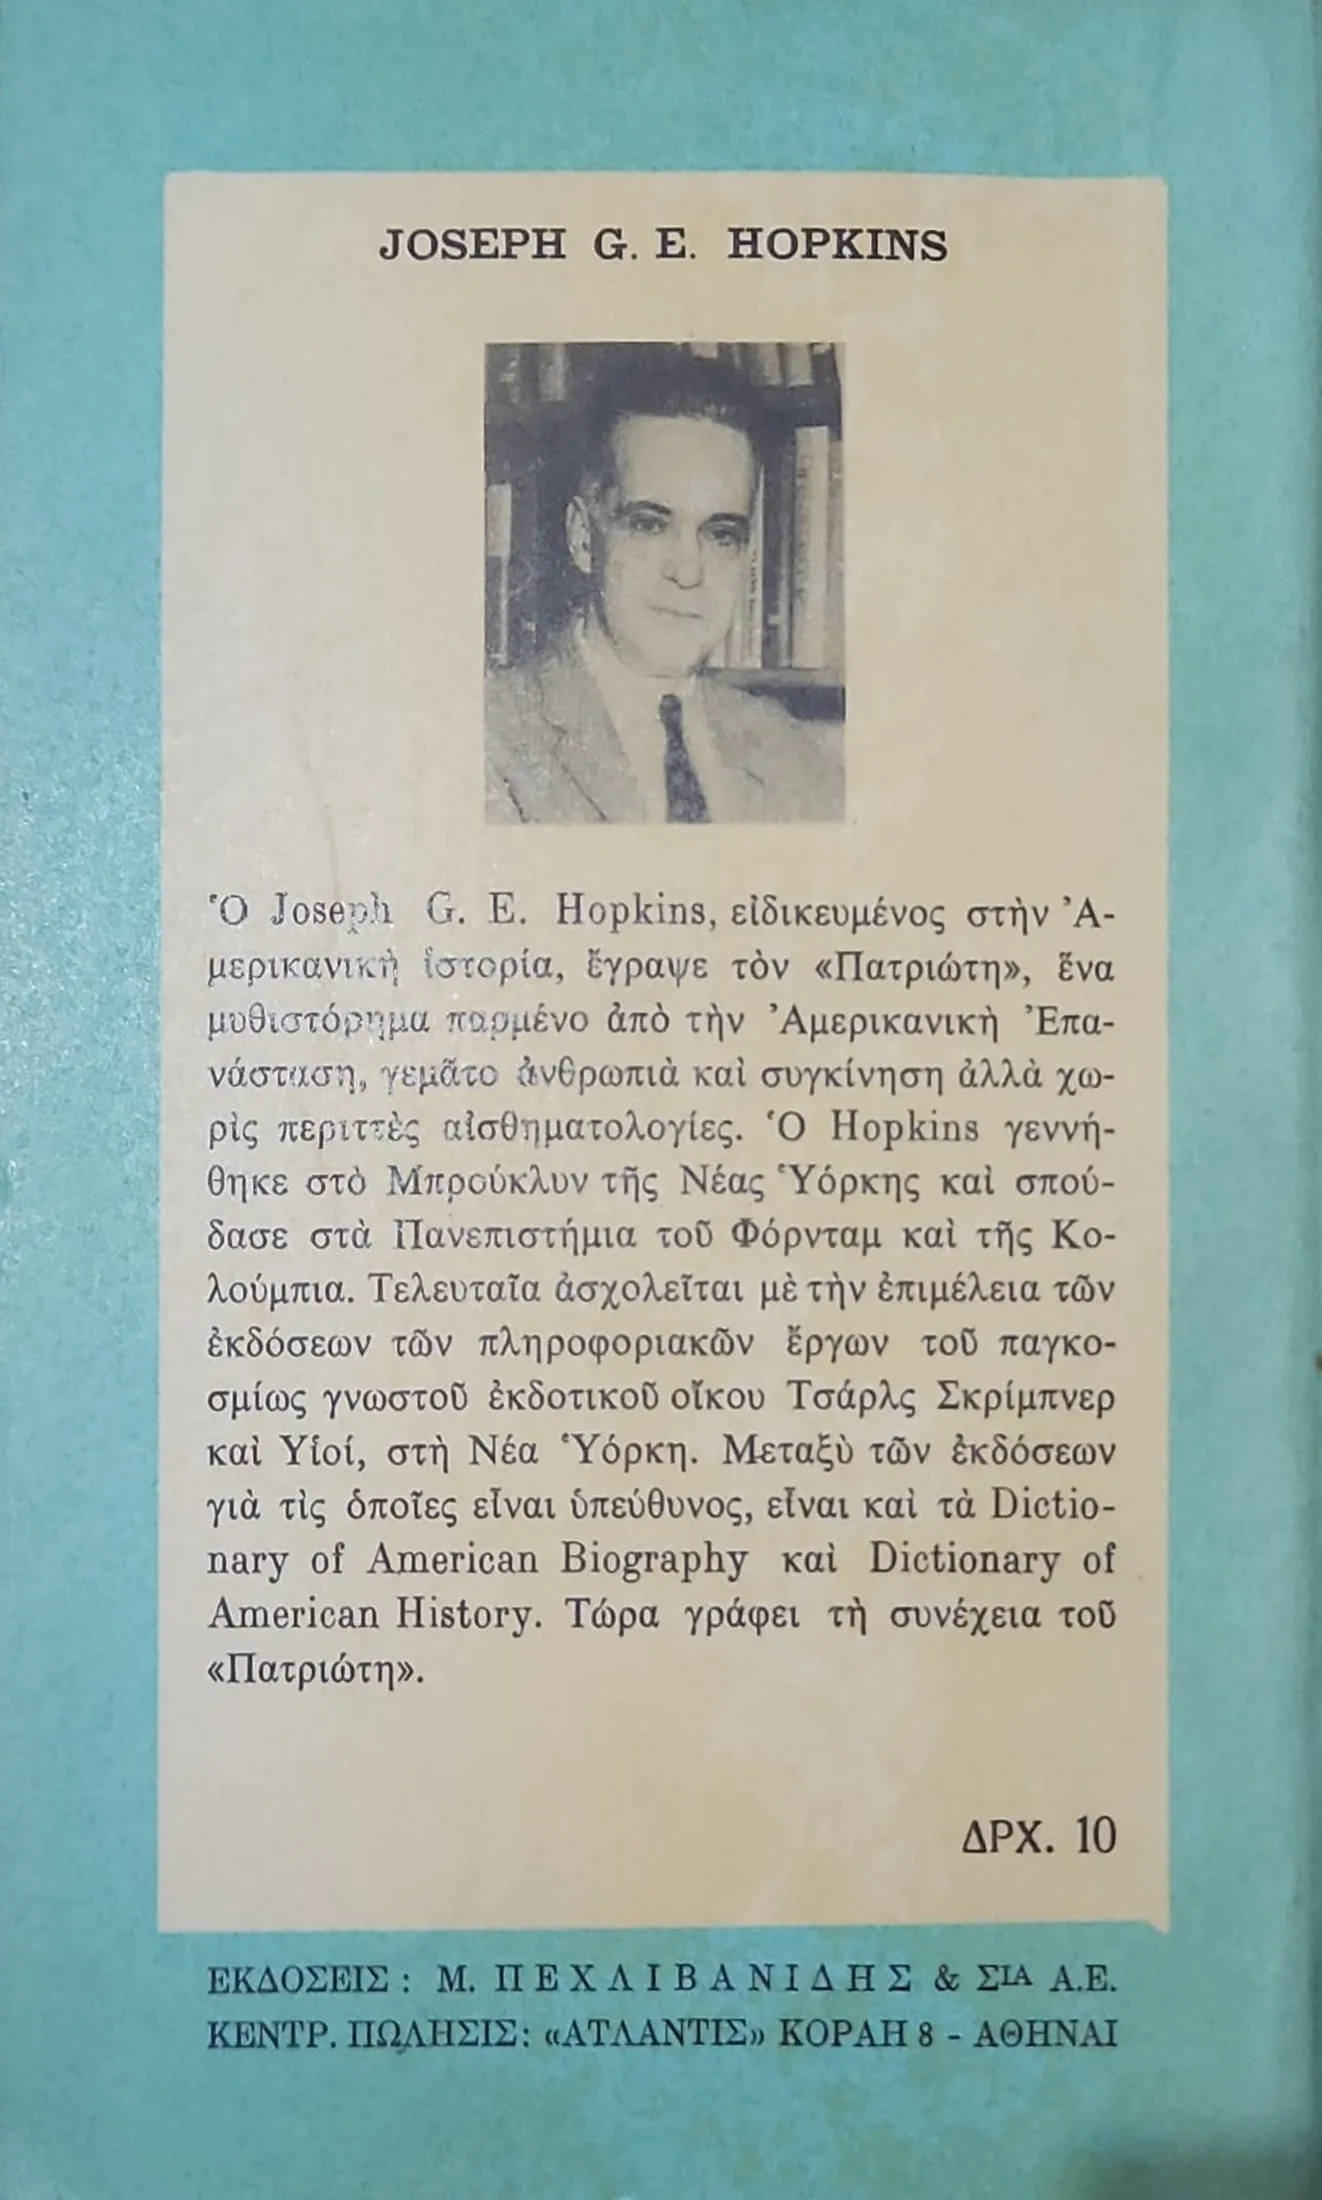 JOSEPH G. E. HOPKINS
Ὁ Joseph G. E. Hopkins, εἰδικευμένος στὴν Ἀ-
μερικανικὴ ἱστορία, ἔγραψε τὸν «Πατριώτη», ἕνα
μυθιστόρημα παρμένο ἀπὸ τὴν Ἀμερικανικὴ Ἐπα-
νάσταση, γεμᾶτο ἀνθρωπιὰ καὶ συγκίνηση ἀλλὰ χω-
ρὶς περιττὲς αἰσθηματολογίες. Ὁ Hopkins γεννή-
θηκε στὸ Μπρούκλυν τῆς Νέας Ὑόρκης καὶ σπού-
δασε στὰ Πανεπιστήμια τοῦ Φόρνταμ καὶ τῆς Κο-
λούμπια. Τελευταῖα ἀσχολεῖται μὲ τὴν ἐπιμέλεια τῶν
ἐκδόσεων τῶν πληροφοριακῶν ἔργων τοῦ παγκο-
σμίως γνωστοῦ ἐκδοτικοῦ οἴκου Τσάρλς Σκρίμπνερ
καὶ Υἱοί, στὴ Νέα Ὑόρκη. Μεταξὺ τῶν ἐκδόσεων
γιὰ τὶς ὁποῖες εἶναι ὑπεύθυνος, εἶναι καὶ τὰ Dictio-
nary of American Biography καὶ Dictionary of
American History. Τώρα γράφει τὴ συνέχεια τοῦ
«Πατριώτη».
ΔΡΧ. 10
ΕΚΔΟΣΕΙΣ: Μ. ΠΕΧΛΙΒΑΝΙΔΗΣ & ΣΙΑ Α.Ε.
ΚΕΝΤΡ. ΠΩΛΗΣΙΣ: «ΑΤΛΑΝΤΙΣ» ΚΟΡΑΗ 8 - ΑΘΗΝΑΙ